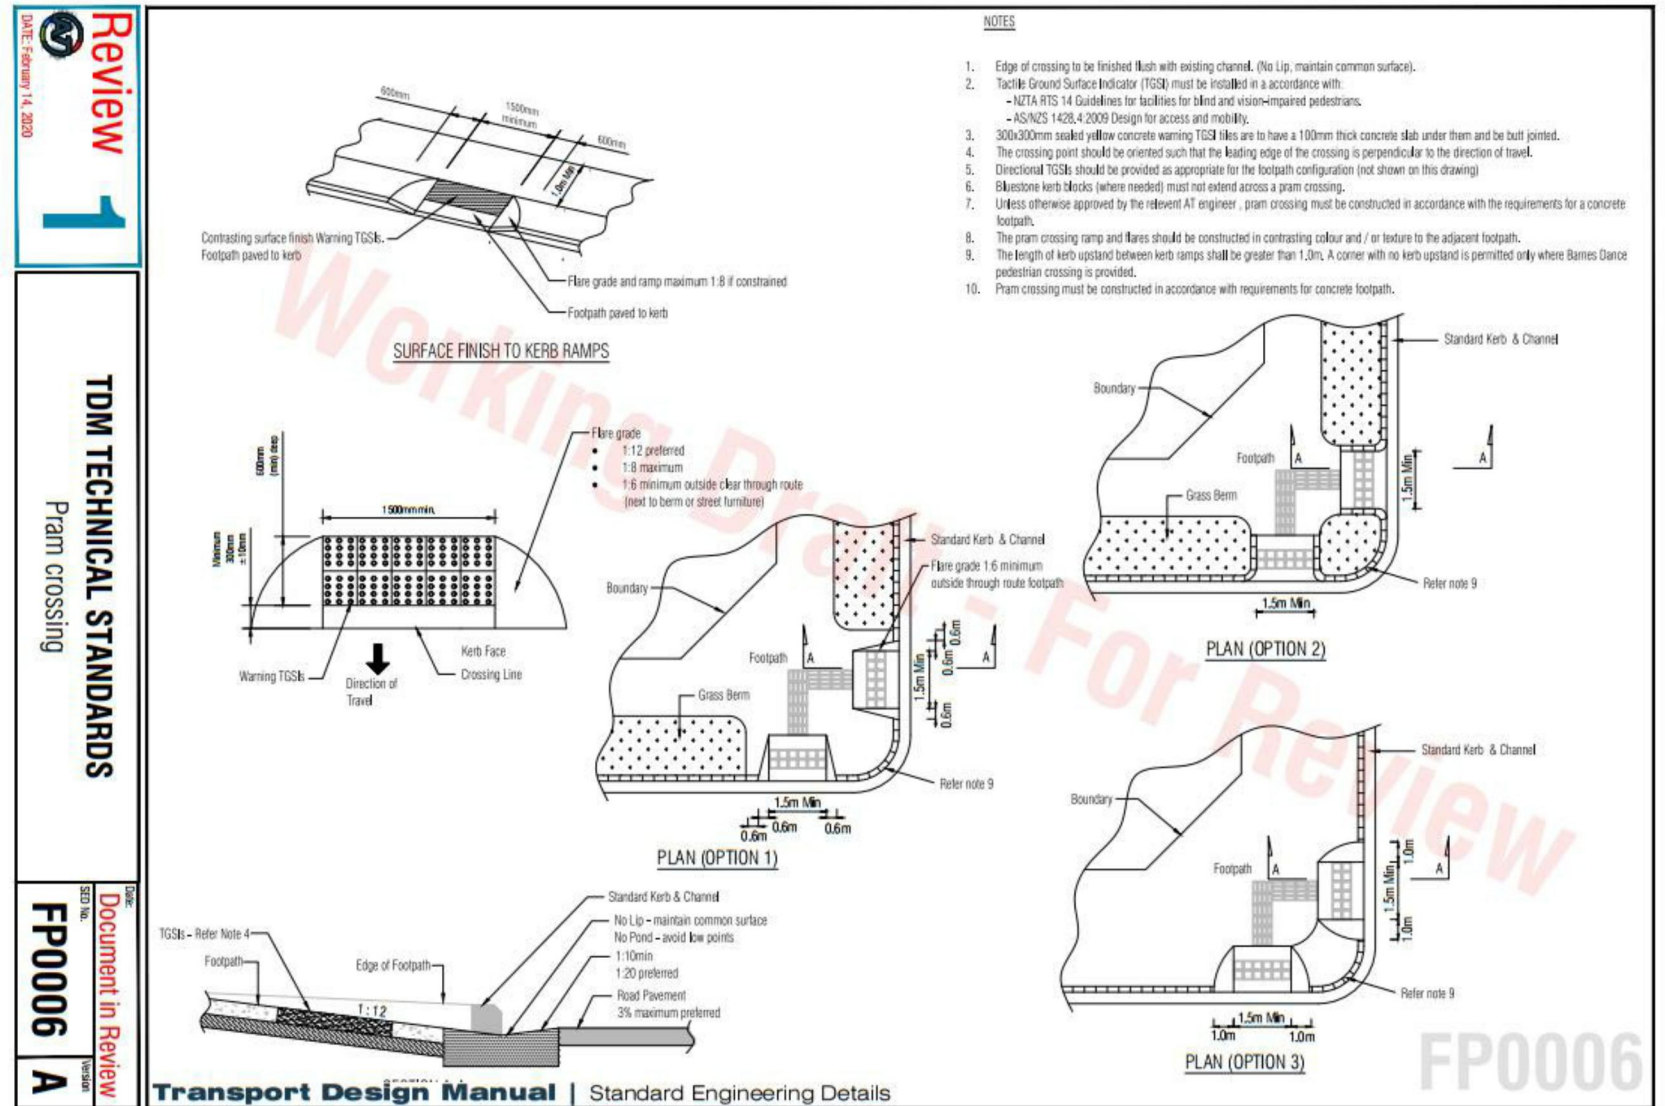 Review 1
DATE: February 14, 2020
TDM TECHNICAL STANDARDS
Pram crossing
Date:
Document in Review
SED No.
FP0006
Version
A
NOTES
1. Edge of crossing to be finished flush with existing channel. (No Lip, maintain common surface).
2. Tactile Ground Surface Indicator (TGSI) must be installed in a accordance with:
- NZTA RTS 14 Guidelines for facilities for blind and vision-impaired pedestrians.
- AS/NZS 1428.4:2009 Design for access and mobility.
3. 300x300mm sealed yellow concrete warning TGSI tiles are to have a 100mm thick concrete slab under them and be butt jointed.
4. The crossing point should be oriented such that the leading edge of the crossing is perpendicular to the direction of travel.
5. Directional TGSIs should be provided as appropriate for the footpath configuration (not shown on this drawing)
6. Bluestone kerb blocks (where needed) must not extend across a pram crossing.
7. Unless otherwise approved by the relevent AT engineer , pram crossing must be constructed in accordance with the requirements for a concrete
footpath.
8. The pram crossing ramp and flares should be constructed in contrasting colour and / or texture to the adjacent footpath.
9. The length of kerb upstand between kerb ramps shall be greater than 1.0m. A corner with no kerb upstand is permitted only where Barnes Dance
pedestrian crossing is provided.
10. Pram crossing must be constructed in accordance with requirements for concrete footpath.
600mm
1500mm
minimum
600mm
1.0m Min
Contrasting surface finish Warning TGSIs.
Footpath paved to kerb
Flare grade and ramp maximum 1:8 if constrained
Footpath paved to kerb
SURFACE FINISH TO KERB RAMPS
600mm
(min) deep
Minimum
300mm
±10mm
1500mm min.
Flare grade
• 1:12 preferred
• 1:8 maximum
• 1:6 minimum outside clear through route
(next to berm or street furniture)
Warning TGSIs
Direction of
Travel
Kerb Face
Crossing Line
Standard Kerb & Channel
Flare grade 1:6 minimum
outside through route footpath
Boundary
Footpath
A
A
Grass Berm
0.6m
0.6m
1.5m Min
0.6m
Refer note 9
1.5m Min
0.6m
0.6m
0.6m
PLAN (OPTION 1)
Standard Kerb & Channel
Boundary
Footpath
A
A
Grass Berm
1.5m Min
Refer note 9
1.5m Min
PLAN (OPTION 2)
Standard Kerb & Channel
Boundary
Footpath
A
A
1.0m
1.5m Min
1.0m
Refer note 9
1.5m Min
1.0m
1.0m
PLAN (OPTION 3)
Standard Kerb & Channel
No Lip - maintain common surface
No Pond - avoid low points
1:10min
1:20 preferred
Road Pavement
3% maximum preferred
TGSIs - Refer Note 4
Footpath
Edge of Footpath
1:12
Working Draft - For Review
Transport Design Manual | Standard Engineering Details
FP0006